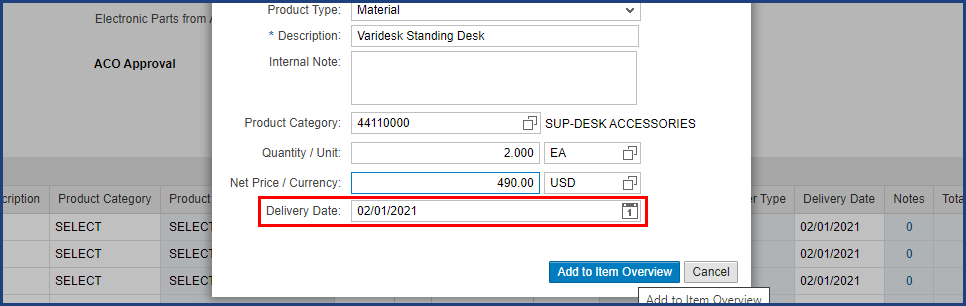 Product Type: Material
Electronic Parts from A
* Description: Varidesk Standing Desk
Internal Note:
ACO Approval
Product Category: 44110000 SUP-DESK ACCESSORIES
Quantity / Unit: 2.000 EA
Net Price / Currency: 490.00 USD
Delivery Date: 02/01/2021 1
cription Product Category Product er Type Delivery Date Notes Tota
SELECT SELECT 02/01/2021 0
SELECT SELECT 02/01/2021 0
SELECT SELECT 02/01/2021 0
Add to Item Overview Cancel
Add to Item Overview